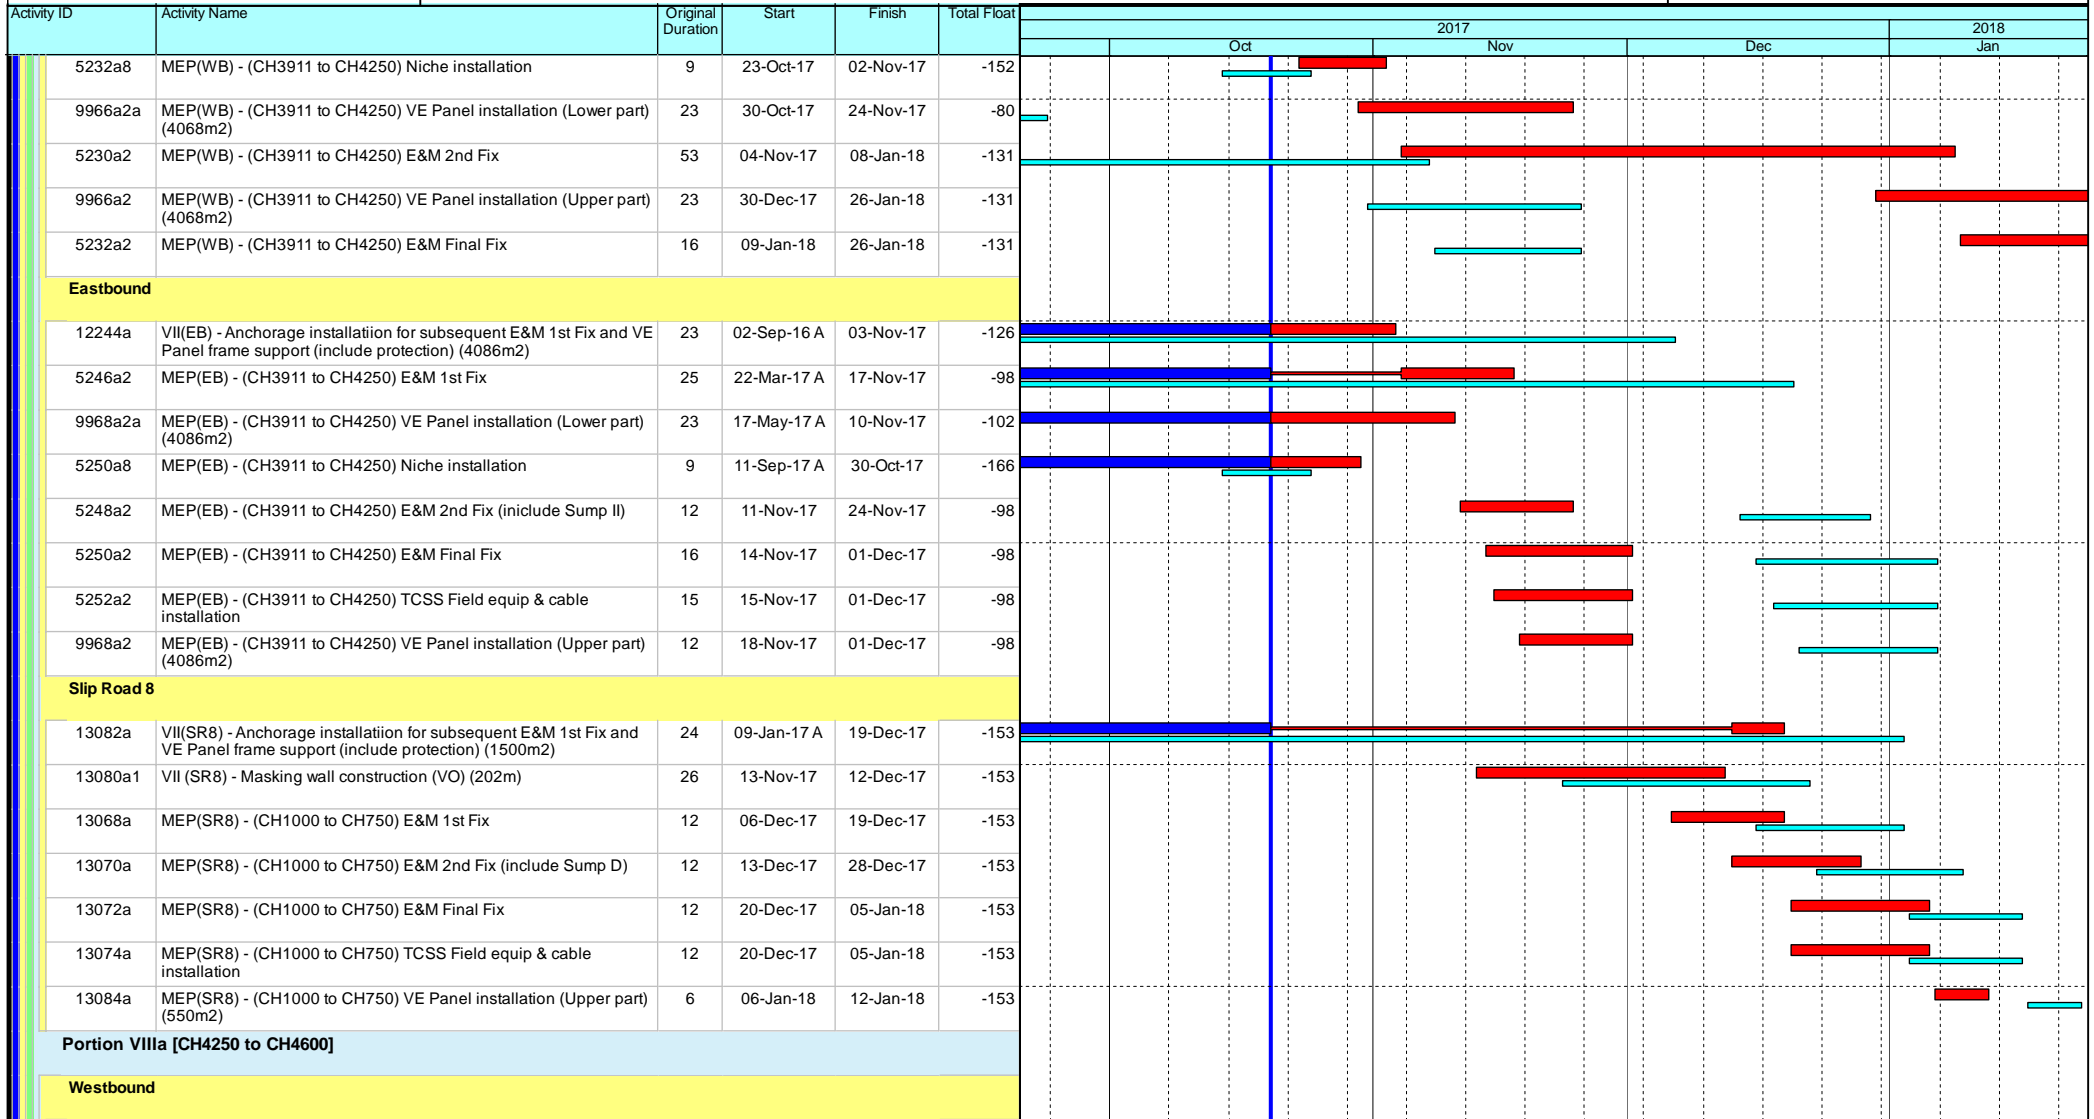 Activity ID Activity Name Original Start Finish Total Float
Duration
2017 2018
Oct Nov Dec Jan
5232a8 MEP(WB) - (CH3911 to CH4250) Niche installation 9 23-Oct-17 02-Nov-17 -152
9966a2a MEP(WB) - (CH3911 to CH4250) VE Panel installation (Lower part) 23 30-Oct-17 24-Nov-17 -80
(4068m2)
5230a2 MEP(WB) - (CH3911 to CH4250) E&M 2nd Fix 53 04-Nov-17 08-Jan-18 -131
9966a2 MEP(WB) - (CH3911 to CH4250) VE Panel installation (Upper part) 23 30-Dec-17 26-Jan-18 -131
(4068m2)
5232a2 MEP(WB) - (CH3911 to CH4250) E&M Final Fix 16 09-Jan-18 26-Jan-18 -131
Eastbound
12244a VII(EB) - Anchorage installatiion for subsequent E&M 1st Fix and VE 23 02-Sep-16 A 03-Nov-17 -126
Panel frame support (include protection) (4086m2)
5246a2 MEP(EB) - (CH3911 to CH4250) E&M 1st Fix 25 22-Mar-17 A 17-Nov-17 -98
9968a2a MEP(EB) - (CH3911 to CH4250) VE Panel installation (Lower part) 23 17-May-17 A 10-Nov-17 -102
(4086m2)
5250a8 MEP(EB) - (CH3911 to CH4250) Niche installation 9 11-Sep-17 A 30-Oct-17 -166
5248a2 MEP(EB) - (CH3911 to CH4250) E&M 2nd Fix (iniclude Sump II) 12 11-Nov-17 24-Nov-17 -98
5250a2 MEP(EB) - (CH3911 to CH4250) E&M Final Fix 16 14-Nov-17 01-Dec-17 -98
5252a2 MEP(EB) - (CH3911 to CH4250) TCSS Field equip & cable 15 15-Nov-17 01-Dec-17 -98
installation
9968a2 MEP(EB) - (CH3911 to CH4250) VE Panel installation (Upper part) 12 18-Nov-17 01-Dec-17 -98
(4086m2)
Slip Road 8
13082a VII(SR8) - Anchorage installatiion for subsequent E&M 1st Fix and 24 09-Jan-17 A 19-Dec-17 -153
VE Panel frame support (include protection) (1500m2)
13080a1 VII (SR8) - Masking wall construction (VO) (202m) 26 13-Nov-17 12-Dec-17 -153
13068a MEP(SR8) - (CH1000 to CH750) E&M 1st Fix 12 06-Dec-17 19-Dec-17 -153
13070a MEP(SR8) - (CH1000 to CH750) E&M 2nd Fix (include Sump D) 12 13-Dec-17 28-Dec-17 -153
13072a MEP(SR8) - (CH1000 to CH750) E&M Final Fix 12 20-Dec-17 05-Jan-18 -153
13074a MEP(SR8) - (CH1000 to CH750) TCSS Field equip & cable 12 20-Dec-17 05-Jan-18 -153
installation
13084a MEP(SR8) - (CH1000 to CH750) VE Panel installation (Upper part) 6 06-Jan-18 12-Jan-18 -153
(550m2)
Portion VIIIa [CH4250 to CH4600]
Westbound